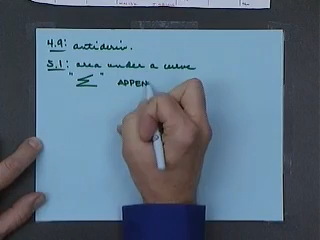 4.9: antideriv.
5.1: area under a curve
"Σ" APPEN